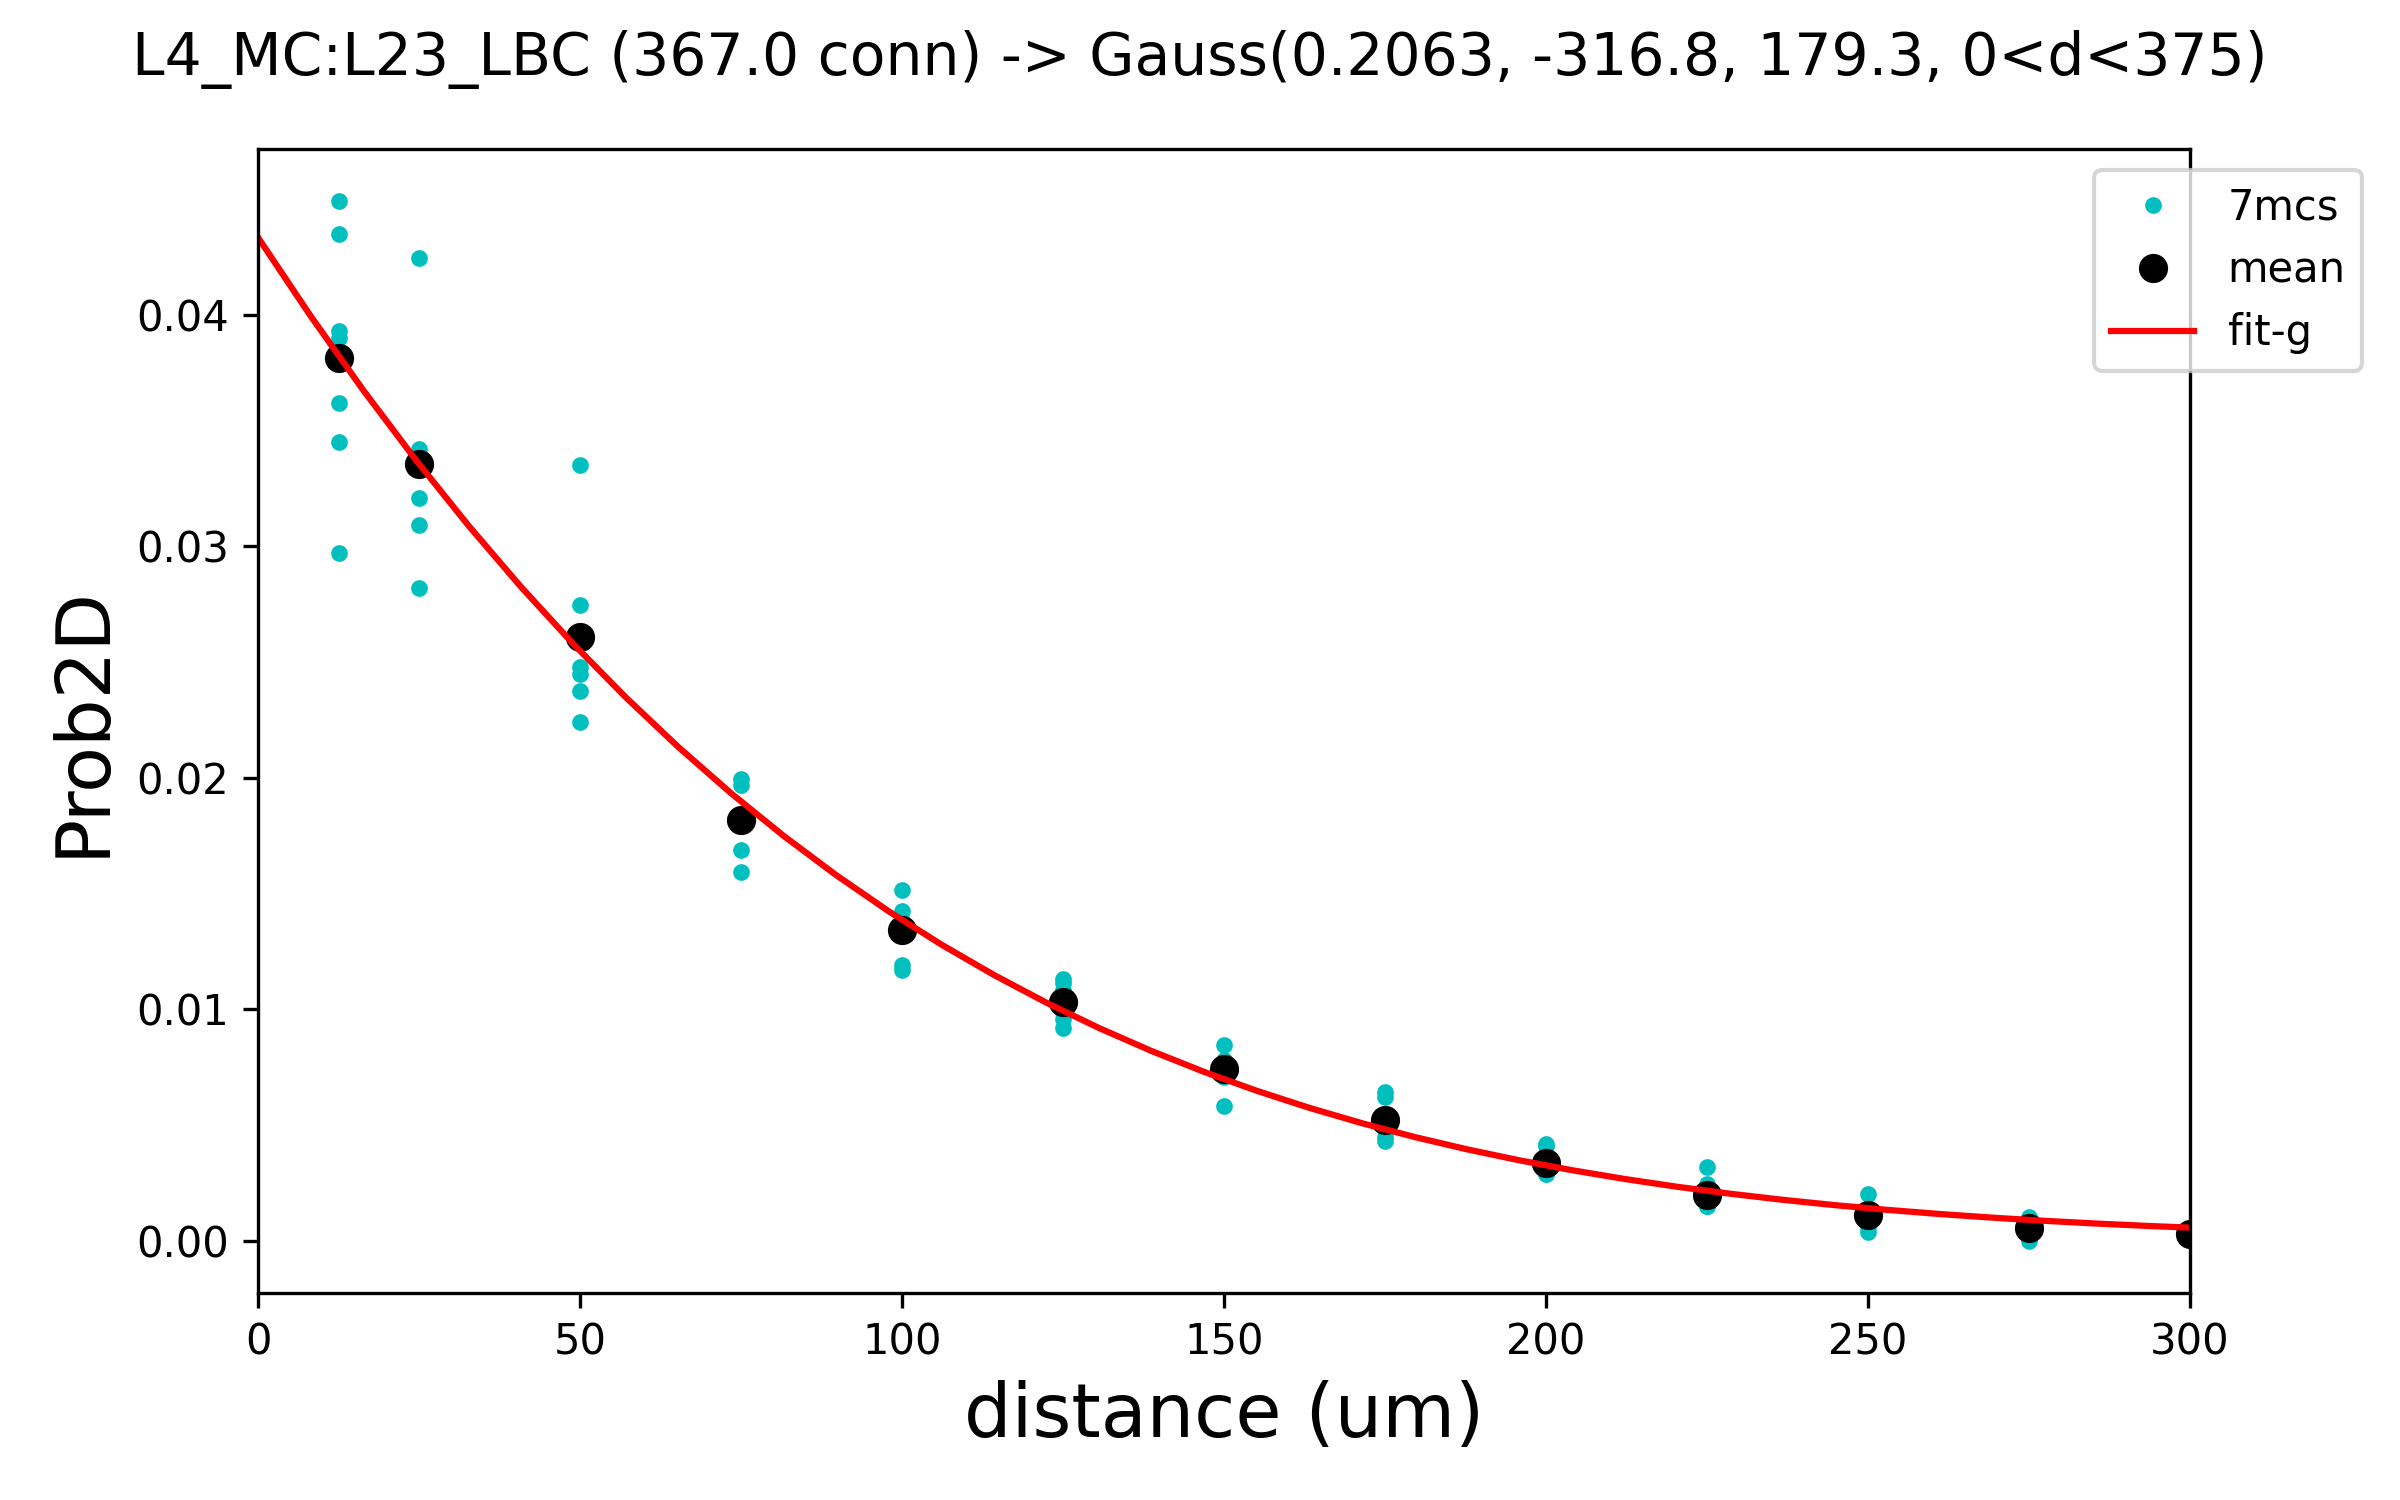 L4_MC:L23_LBC (367.0 conn) -> Gauss(0.2063, -316.8, 179.3, 0<d<375)
7mcs
mean
fit-g
Prob2D
0.04
0.03
0.02
0.01
0.00
0 50 100 150 200 250 300
distance (um)